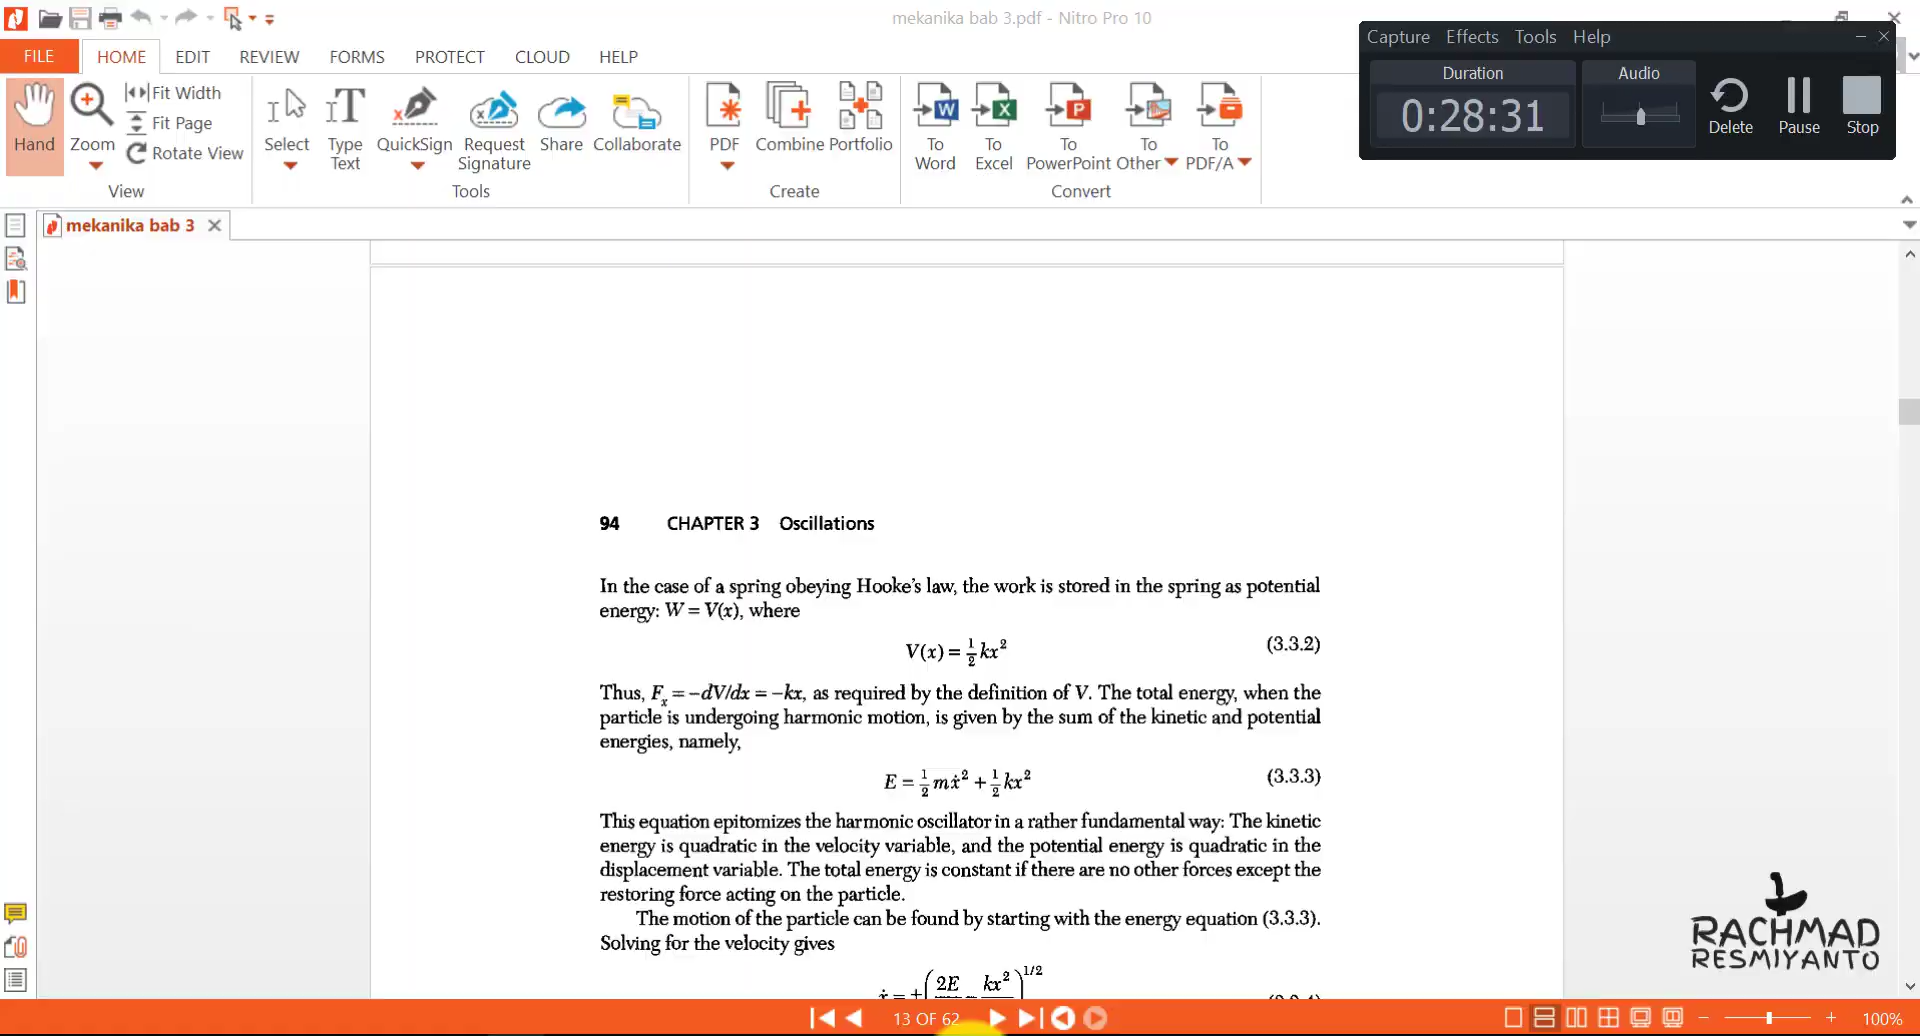 mekanika bab 3.pdf - Nitro Pro 10
FILE HOME EDIT REVIEW FORMS PROTECT CLOUD HELP
Capture Effects Tools Help
Duration Audio
0:28:31
Delete Pause Stop
Hand Zoom Fit Width
Fit Page
Rotate View
View
Select Type Text QuickSign Request Signature Share Collaborate
Tools
PDF Combine Portfolio
Create
To Word To Excel To PowerPoint To Other To PDF/A
Convert
mekanika bab 3
94 CHAPTER 3 Oscillations
In the case of a spring obeying Hooke's law, the work is stored in the spring as potential
energy: W = V(x), where
V(x) = 1/2 kx² (3.3.2)
Thus, Fₓ = −dV/dx = −kx, as required by the definition of V. The total energy, when the
particle is undergoing harmonic motion, is given by the sum of the kinetic and potential
energies, namely,
E = 1/2 mẋ² + 1/2 kx² (3.3.3)
This equation epitomizes the harmonic oscillator in a rather fundamental way: The kinetic
energy is quadratic in the velocity variable, and the potential energy is quadratic in the
displacement variable. The total energy is constant if there are no other forces except the
restoring force acting on the particle.
The motion of the particle can be found by starting with the energy equation (3.3.3).
Solving for the velocity gives
2E kx² 1/2
RACHMAD
RESMIYANTO
13 OF 62
100%